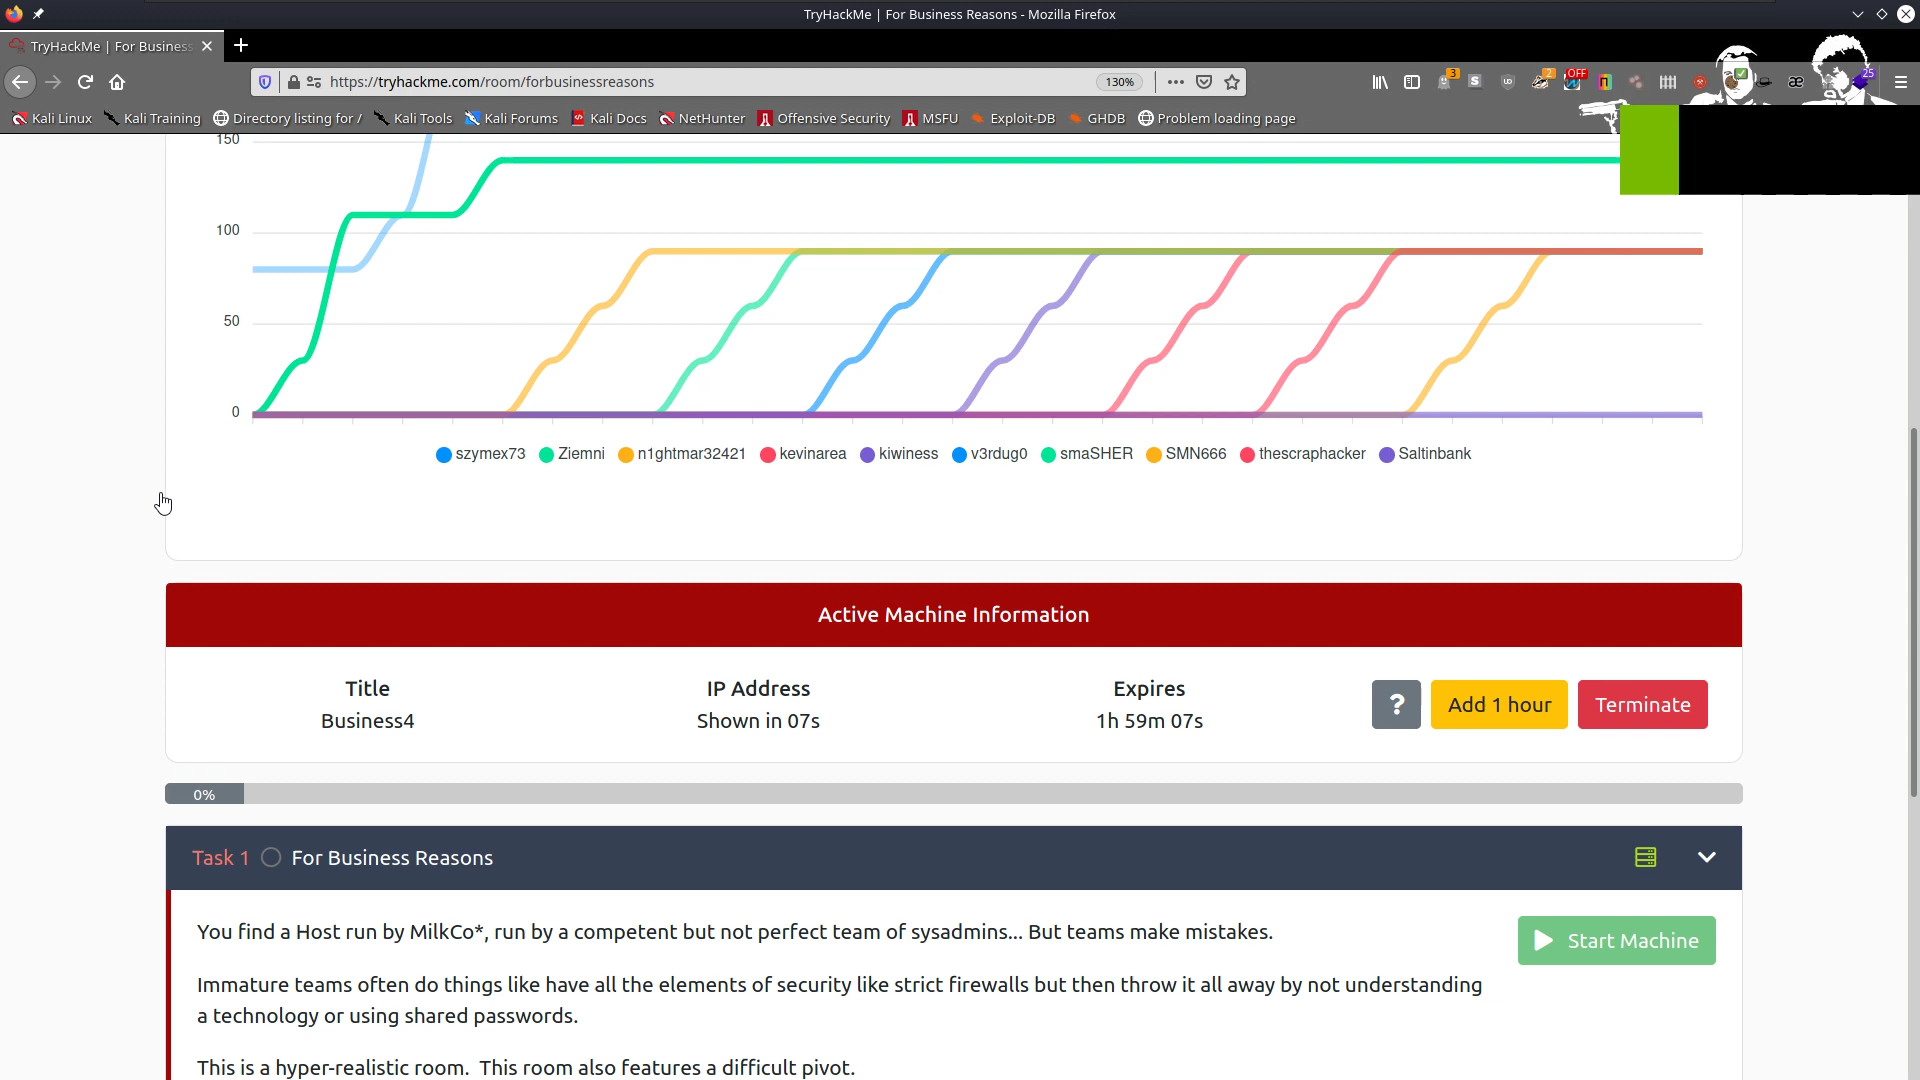 TryHackMe | For Business Reasons - Mozilla Firefox
TryHackMe | For Business
https://tryhackme.com/room/forbusinessreasons
130%
3
2
OFF
25
Kali Linux
Kali Training
Directory listing for /
Kali Tools
Kali Forums
Kali Docs
NetHunter
Offensive Security
MSFU
Exploit-DB
GHDB
Problem loading page
150
100
50
0
szymex73
Ziemni
n1ghtmar32421
kevinarea
kiwiness
v3rdug0
smaSHER
SMN666
thescraphacker
Saltinbank
Active Machine Information
Title
Business4
IP Address
Shown in 07s
Expires
1h 59m 07s
?
Add 1 hour
Terminate
0%
Task 1
For Business Reasons
You find a Host run by MilkCo*, run by a competent but not perfect team of sysadmins... But teams make mistakes.
Start Machine
Immature teams often do things like have all the elements of security like strict firewalls but then throw it all away by not understanding
a technology or using shared passwords.
This is a hyper-realistic room.  This room also features a difficult pivot.